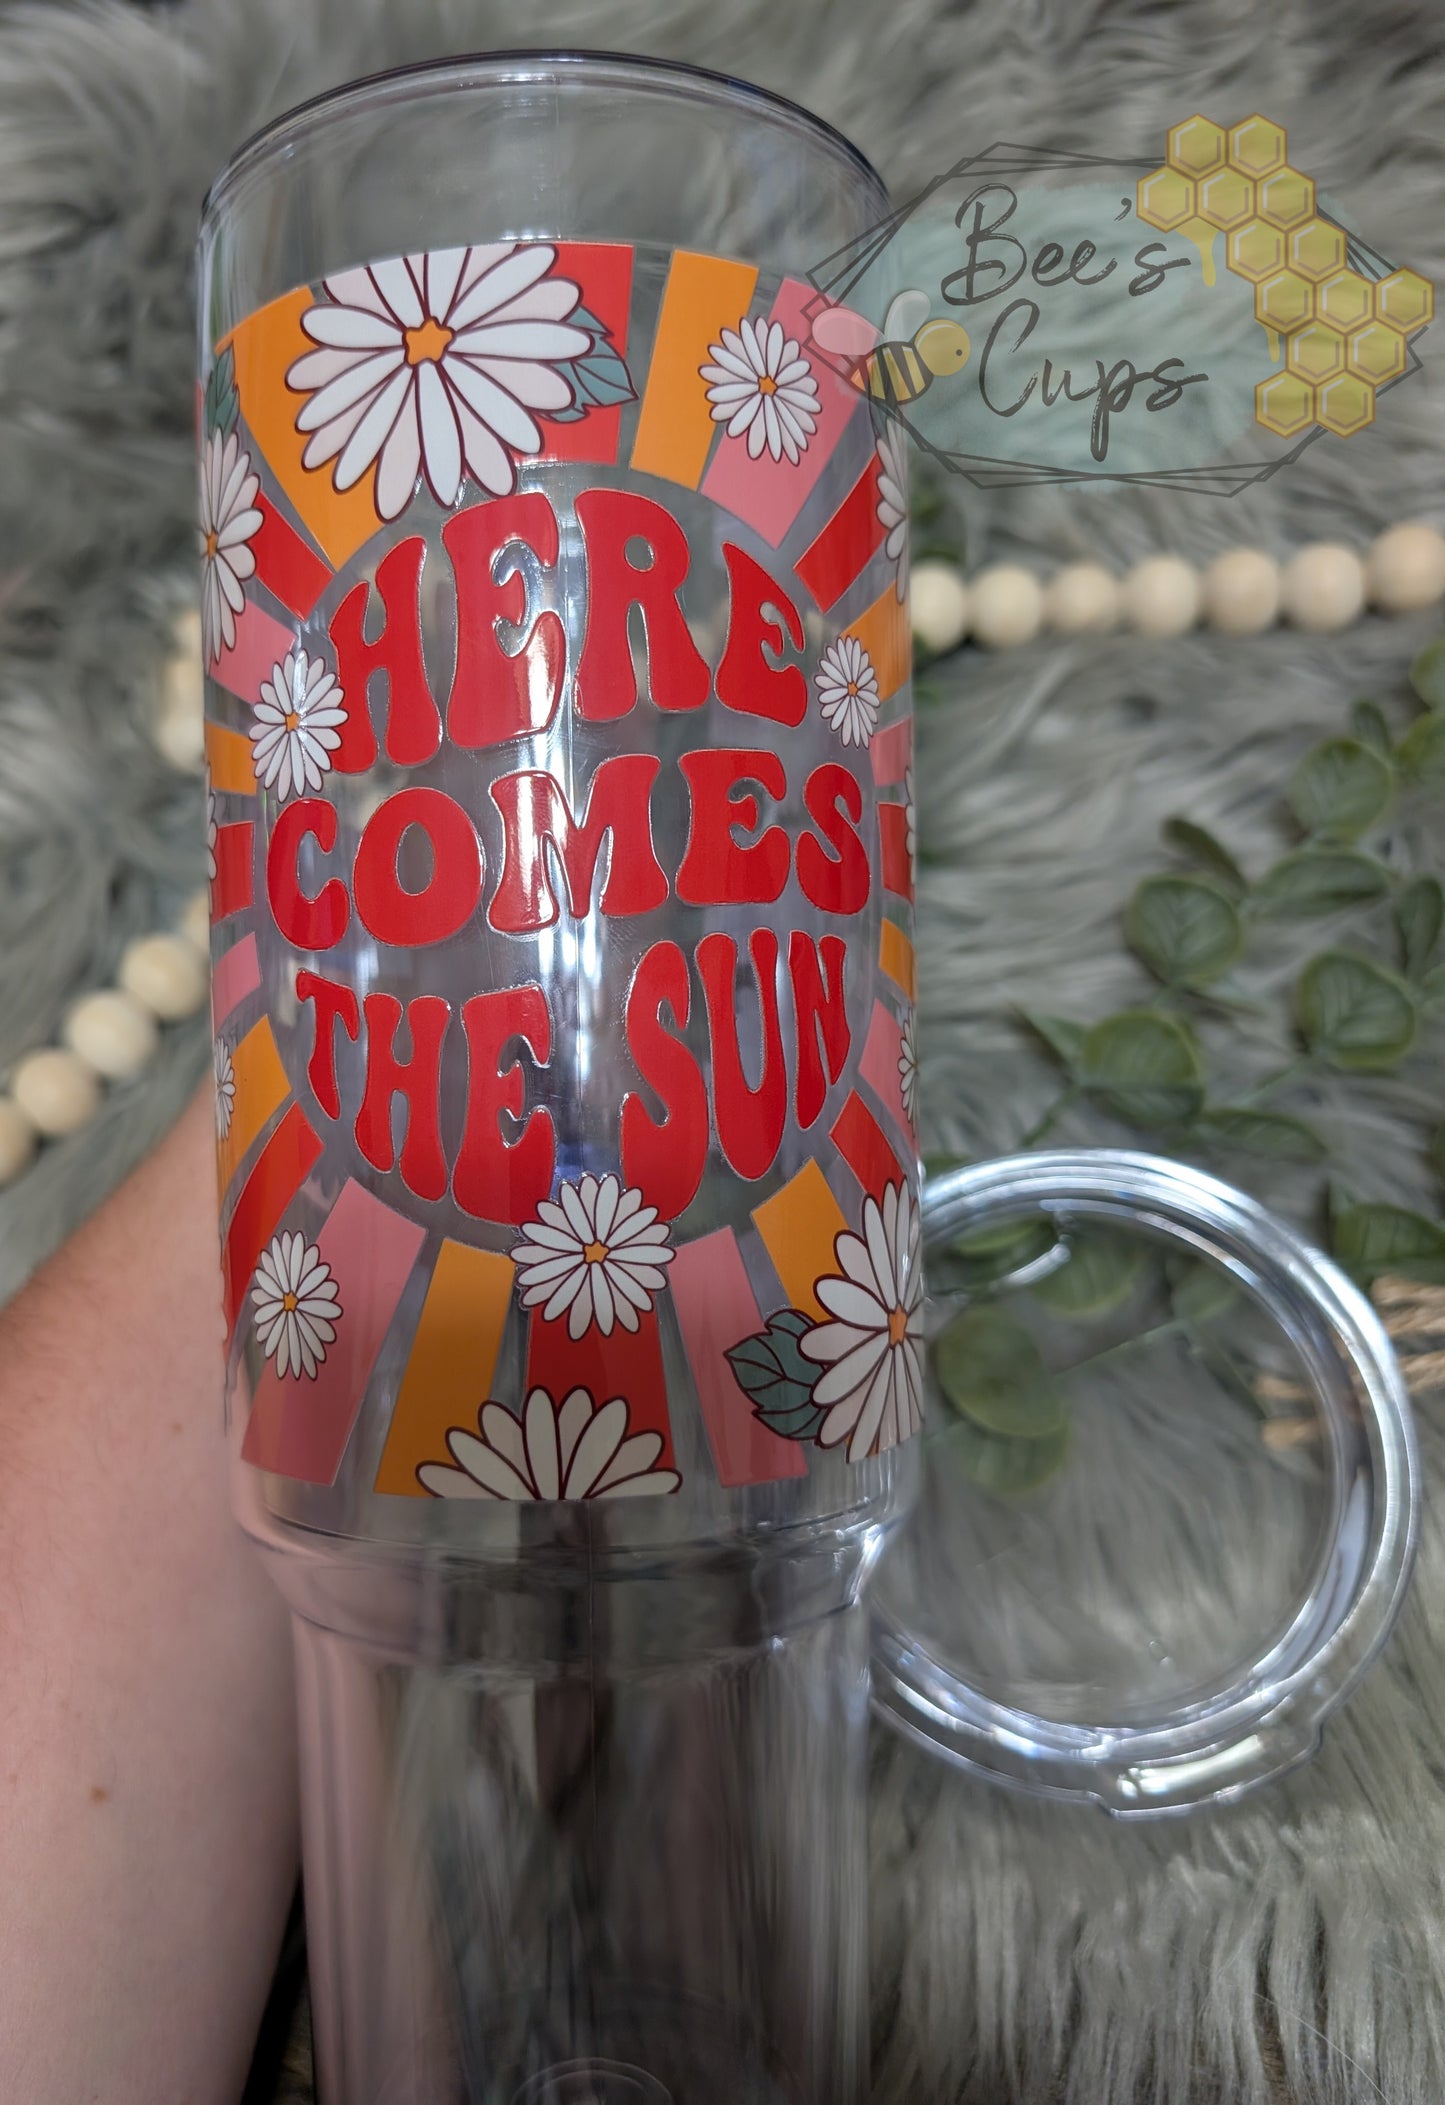 Bee's
Cups
HERE
COMES
THE SUN